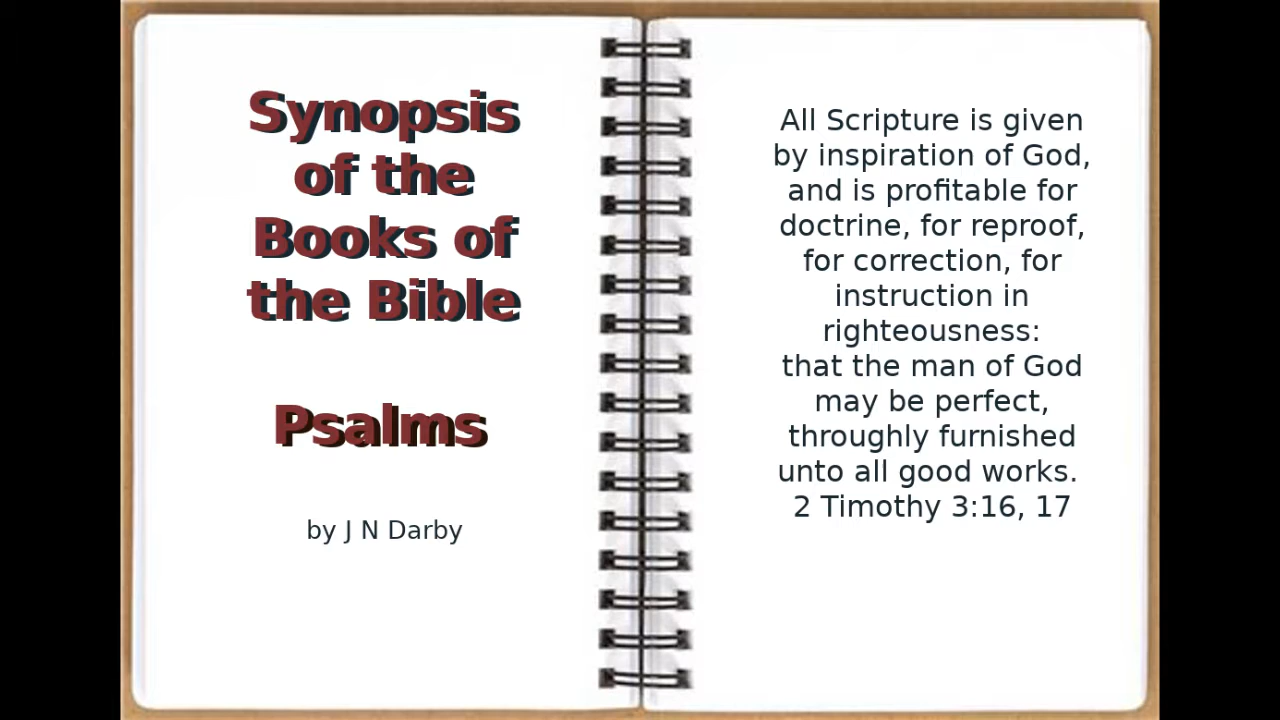 Synopsis
of the
Books of
the Bible
Psalms
by J N Darby
All Scripture is given
by inspiration of God,
and is profitable for
doctrine, for reproof,
for correction, for
instruction in
righteousness:
that the man of God
may be perfect,
throughly furnished
unto all good works.
2 Timothy 3:16, 17